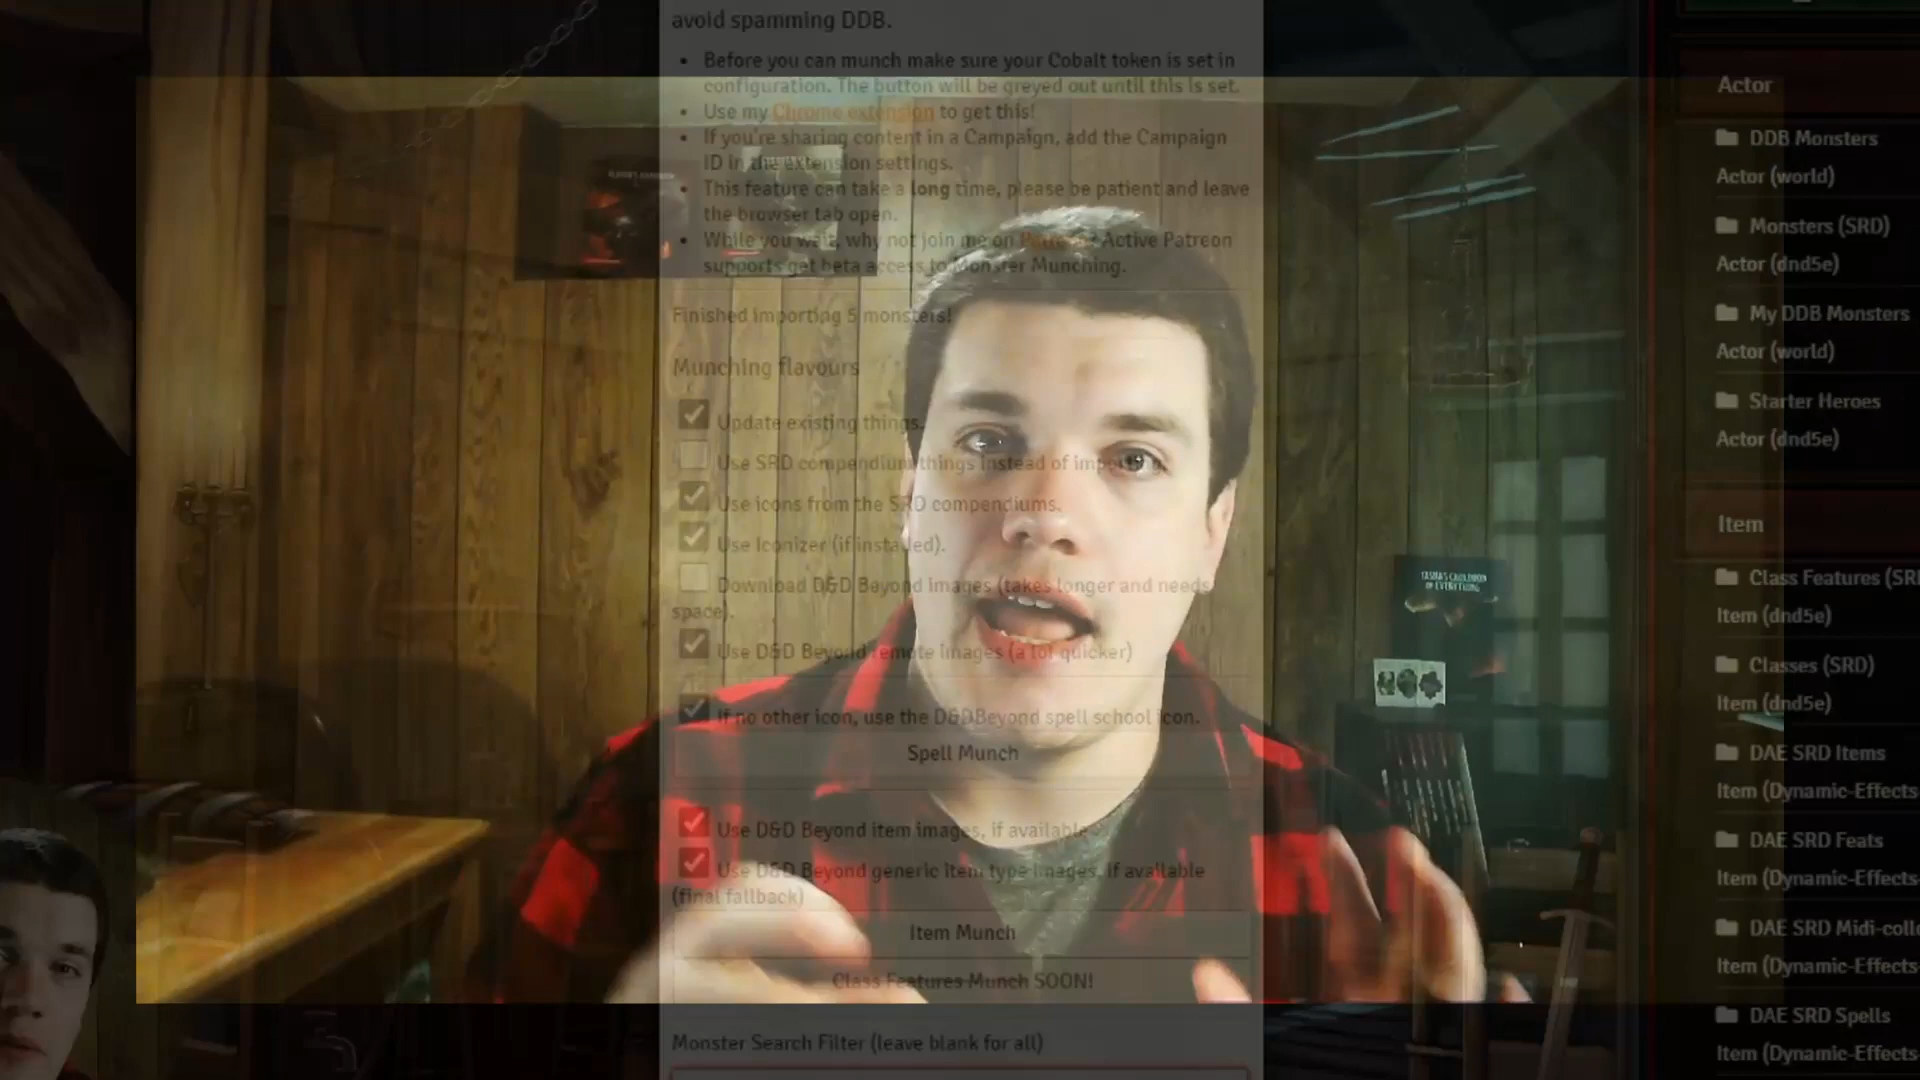 avoid spamming DDB.
Before you can munch make sure your Cobalt token is set in
configuration. The button will be greyed out until this is set.
Use my Chrome extension to get this!
If you're sharing content in a Campaign, add the Campaign
ID in the extension settings.
This feature can take a long time, please be patient and leave
the browser tab open.
While you wait, why not join me on Patreon? Active Patreon
supports get beta access to Monster Munching.
Finished importing 5 monsters!
Munching flavours
Update existing things.
Use SRD compendium things instead of importing.
Use icons from the SRD compendiums.
Use Iconizer (if installed).
Download D&D Beyond images (takes longer and needs
space).
Use D&D Beyond remote images (a lot quicker)
If no other icon, use the D&DBeyond spell school icon.
Spell Munch
Use D&D Beyond item images, if available
Use D&D Beyond generic item type images, if available
(final fallback)
Item Munch
Class Features Munch SOON!
Monster Search Filter (leave blank for all)
Actor
DDB Monsters
Actor (world)
Monsters (SRD)
Actor (dnd5e)
My DDB Monsters
Actor (world)
Starter Heroes
Actor (dnd5e)
Item
Class Features (SR
Item (dnd5e)
Classes (SRD)
Item (dnd5e)
DAE SRD Items
Item (Dynamic-Effects-
DAE SRD Feats
Item (Dynamic-Effects-
DAE SRD Midi-coll
Item (Dynamic-Effects-
DAE SRD Spells
Item (Dynamic-Effects-
TASHA'S CAULDRON
OF EVERYTHING